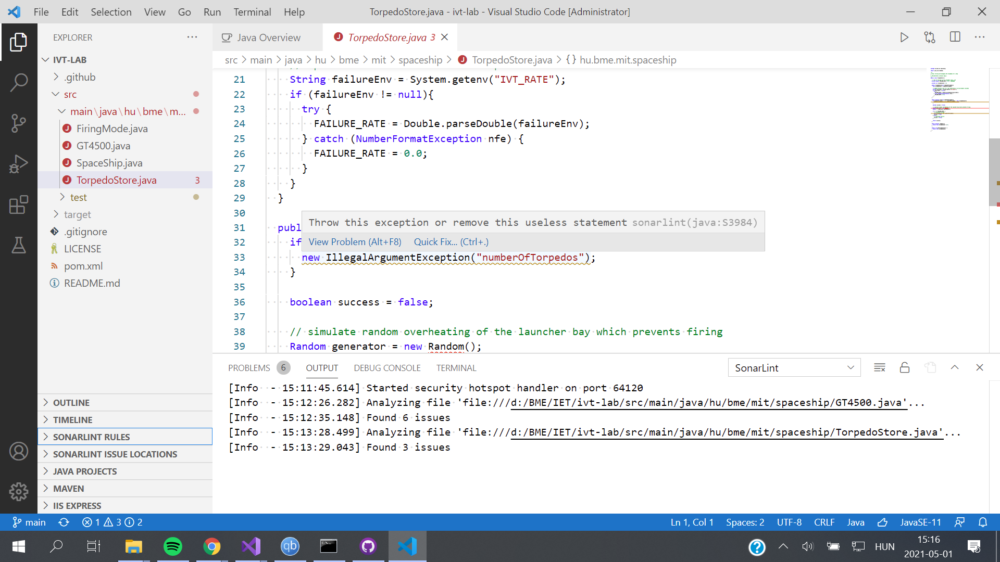 File Edit Selection View Go Run Terminal Help
TorpedoStore.java - ivt-lab - Visual Studio Code [Administrator]
EXPLORER
Java Overview
TorpedoStore.java 3
src > main > java > hu > bme > mit > spaceship > TorpedoStore.java > {} hu.bme.mit.spaceship
IVT-LAB
.github
src
main\java\hu\bme\m...
FiringMode.java
GT4500.java
SpaceShip.java
TorpedoStore.java 3
test
target
.gitignore
LICENSE
pom.xml
README.md
OUTLINE
TIMELINE
SONARLINT RULES
SONARLINT ISSUE LOCATIONS
JAVA PROJECTS
MAVEN
IIS EXPRESS
21 String failureEnv = System.getenv("IVT_RATE");
22 if (failureEnv != null){
23 try {
24 FAILURE_RATE = Double.parseDouble(failureEnv);
25 } catch (NumberFormatException nfe) {
26 FAILURE_RATE = 0.0;
27 }
28 }
29 }
30
31 publ
32 if
Throw this exception or remove this useless statement sonarlint(java:S3984)
View Problem (Alt+F8) Quick Fix... (Ctrl+.)
33 new IllegalArgumentException("numberOfTorpedos");
34 }
35
36 boolean success = false;
37
38 // simulate random overheating of the launcher bay which prevents firing
39 Random generator = new Random();
PROBLEMS 6 OUTPUT DEBUG CONSOLE TERMINAL
SonarLint
[Info - 15:11:45.614] Started security hotspot handler on port 64120
[Info - 15:12:26.282] Analyzing file 'file:///d:/BME/IET/ivt-lab/src/main/java/hu/bme/mit/spaceship/GT4500.java'...
[Info - 15:12:35.148] Found 6 issues
[Info - 15:13:28.499] Analyzing file 'file:///d:/BME/IET/ivt-lab/src/main/java/hu/bme/mit/spaceship/TorpedoStore.java'...
[Info - 15:13:29.043] Found 3 issues
main 1 3 2
Ln 1, Col 1 Spaces: 2 UTF-8 CRLF Java JavaSE-11
qb
HUN
15:16
2021-05-01